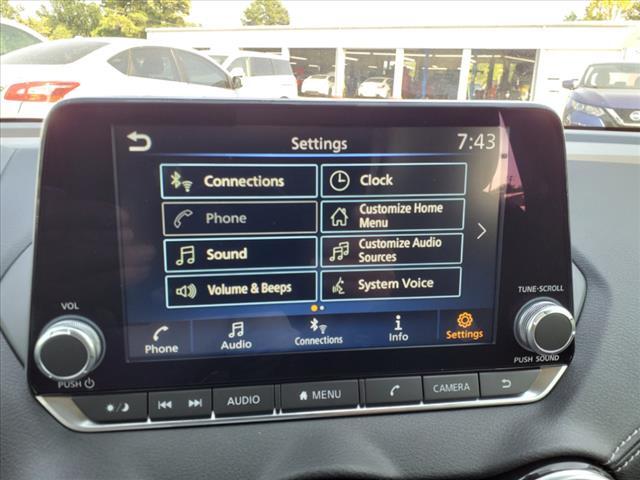 Settings
7:43
Connections
Clock
Phone
Customize Home
Menu
Sound
Customize Audio
Sources
Volume & Beeps
System Voice
Phone
Audio
Connections
Info
Settings
VOL
PUSH
TUNE·SCROLL
PUSH SOUND
AUDIO
MENU
CAMERA